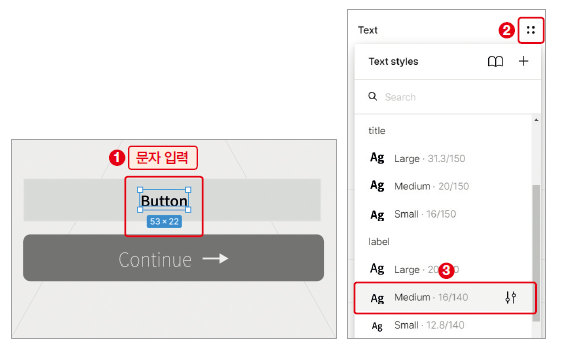 1 문자 입력
Button
53 × 22
Continue →
Text
2
Text styles
Search
title
Ag Large · 31.3/150
Ag Medium · 20/150
Ag Small · 16/150
label
Ag Large · 20
3
Ag Medium · 16/140
Ag Small · 12.8/140